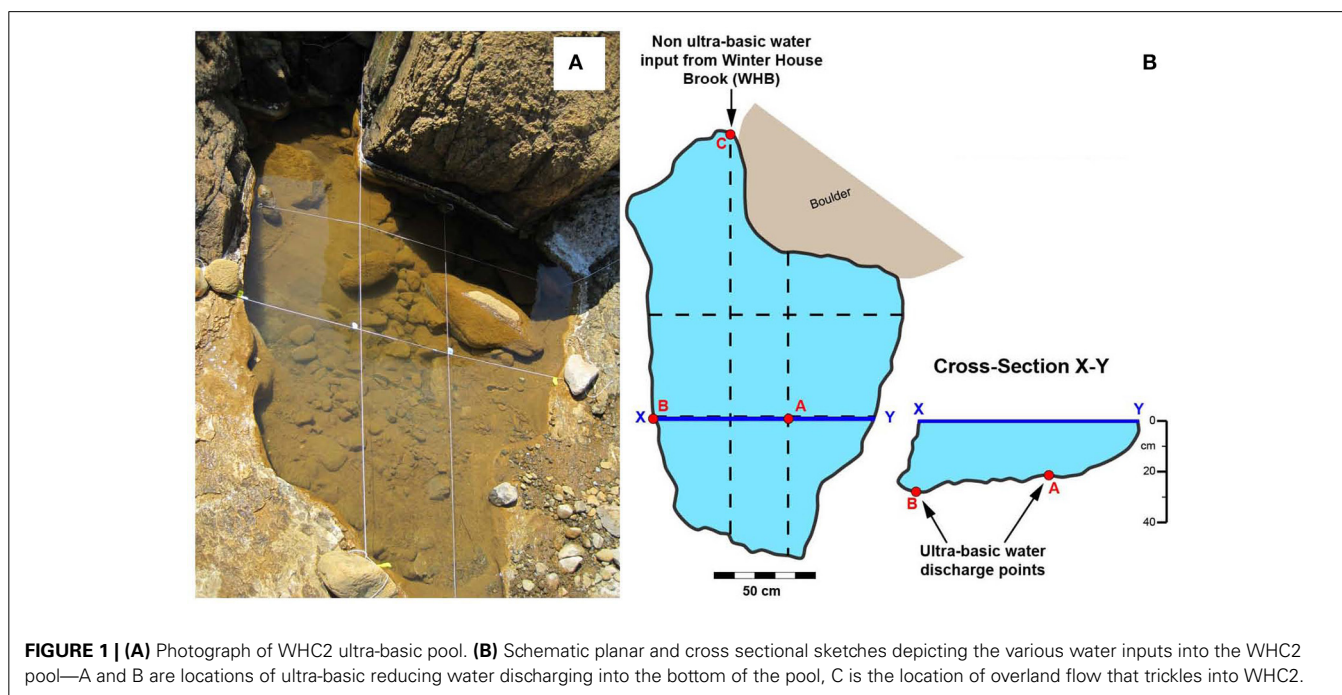 A
Non ultra-basic water
input from Winter House
Brook (WHB)
B
C
Boulder
Cross-Section X-Y
X
B
A
Y
X
Y
0
cm
20
40
B
A
Ultra-basic water
discharge points
50 cm
FIGURE 1 | (A) Photograph of WHC2 ultra-basic pool. (B) Schematic planar and cross sectional sketches depicting the various water inputs into the WHC2
pool—A and B are locations of ultra-basic reducing water discharging into the bottom of the pool, C is the location of overland flow that trickles into WHC2.